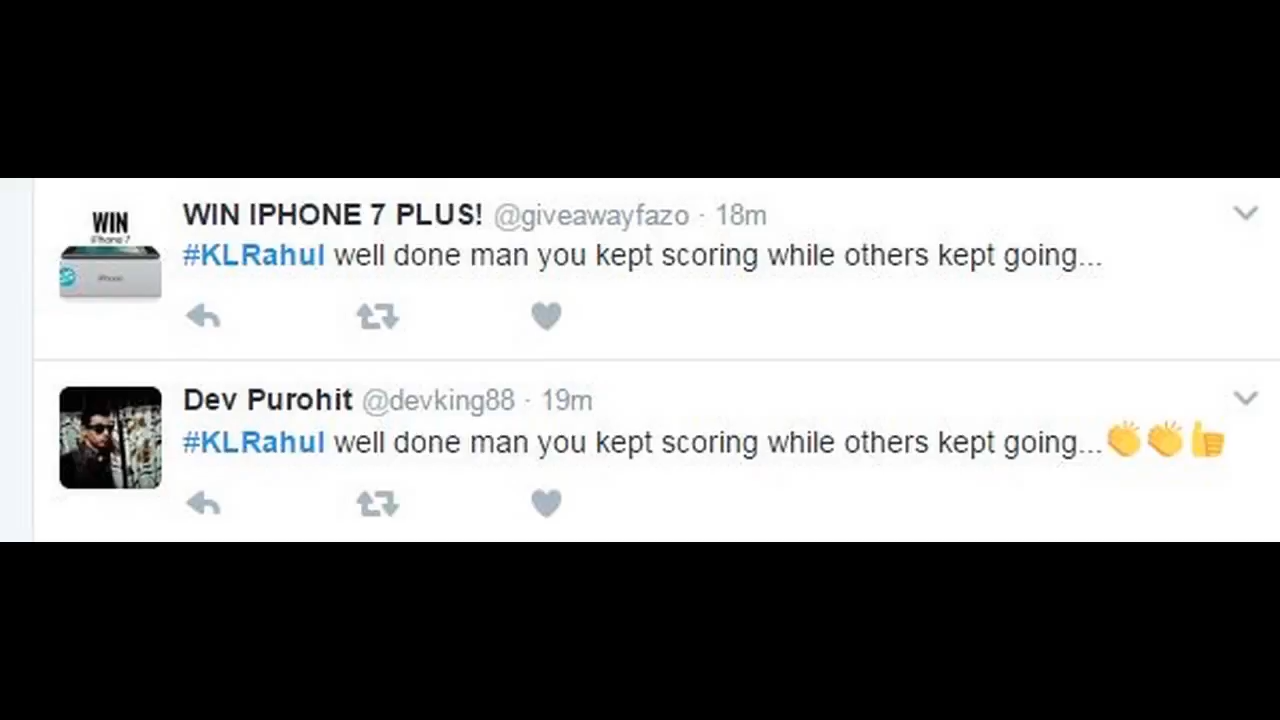 WIN IPHONE 7 PLUS! @giveawayfazo · 18m
#KLRahul well done man you kept scoring while others kept going...
WIN
iPhone 7
iPhone
Dev Purohit @devking88 · 19m
#KLRahul well done man you kept scoring while others kept going...👏👏👍